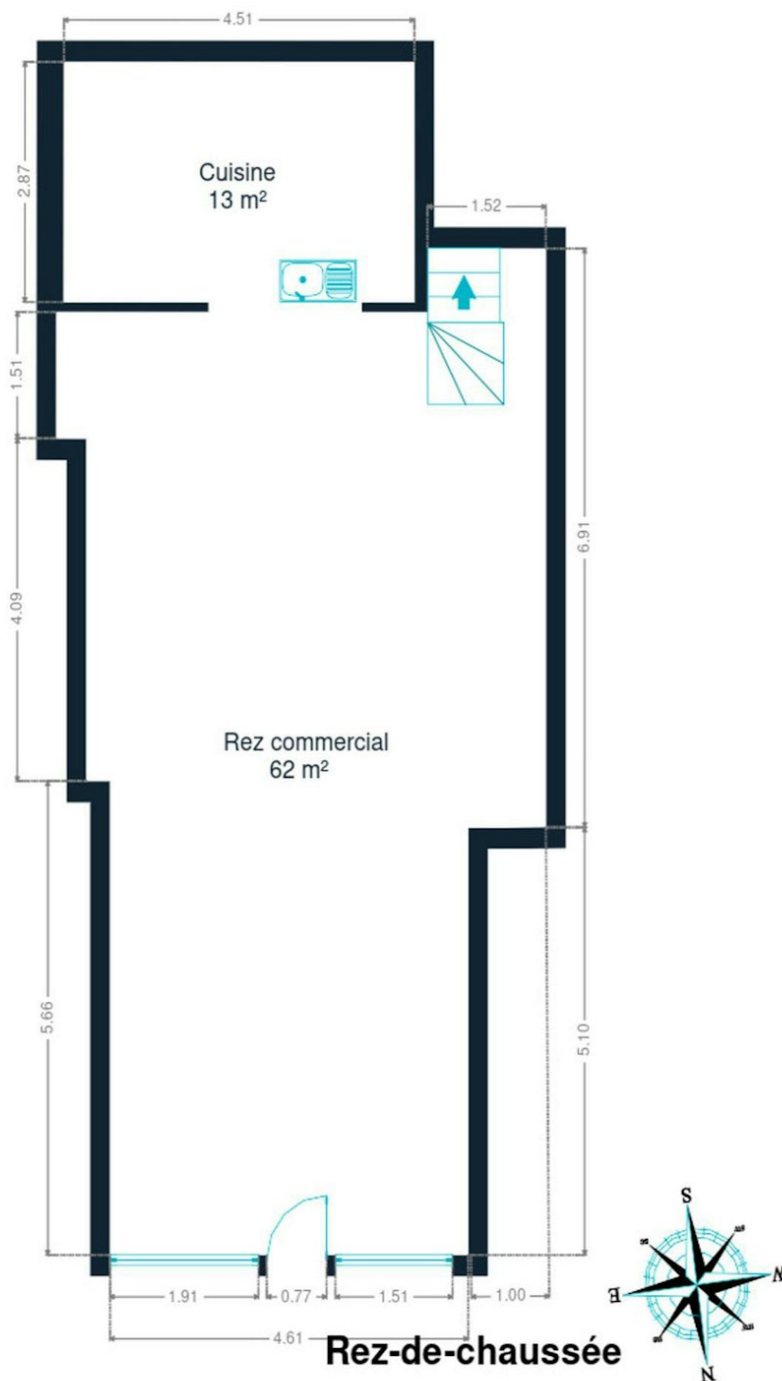 4.51
Cuisine
13 m²
2.87
1.52
1.51
6.91
4.09
Rez commercial
62 m²
5.66
5.10
1.91
0.77
1.51
1.00
4.61
Rez-de-chaussée
S
E
N